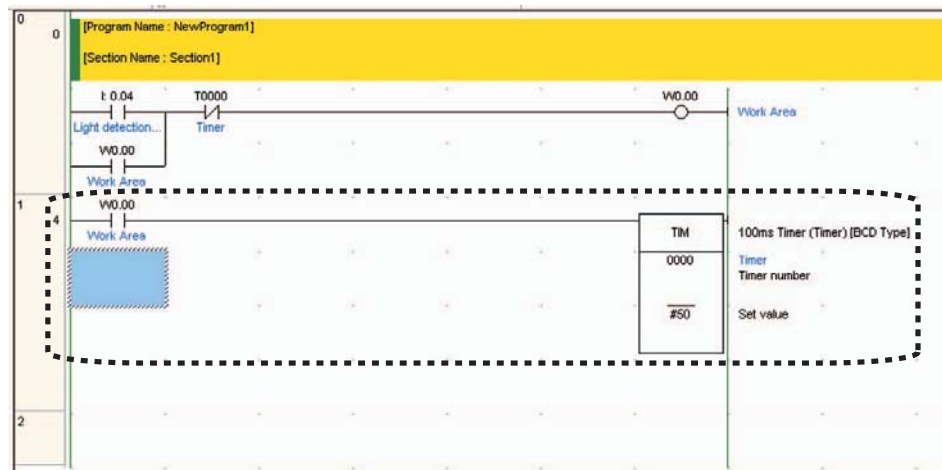 0
0
[Program Name : NewProgram1]
[Section Name : Section1]
I: 0.04
T0000
W0.00
Light detection...
Timer
Work Area
W0.00
Work Area
1
4
W0.00
Work Area
TIM
100ms Timer (Timer) [BCD Type]
0000
Timer
Timer number
#50
Set value
2